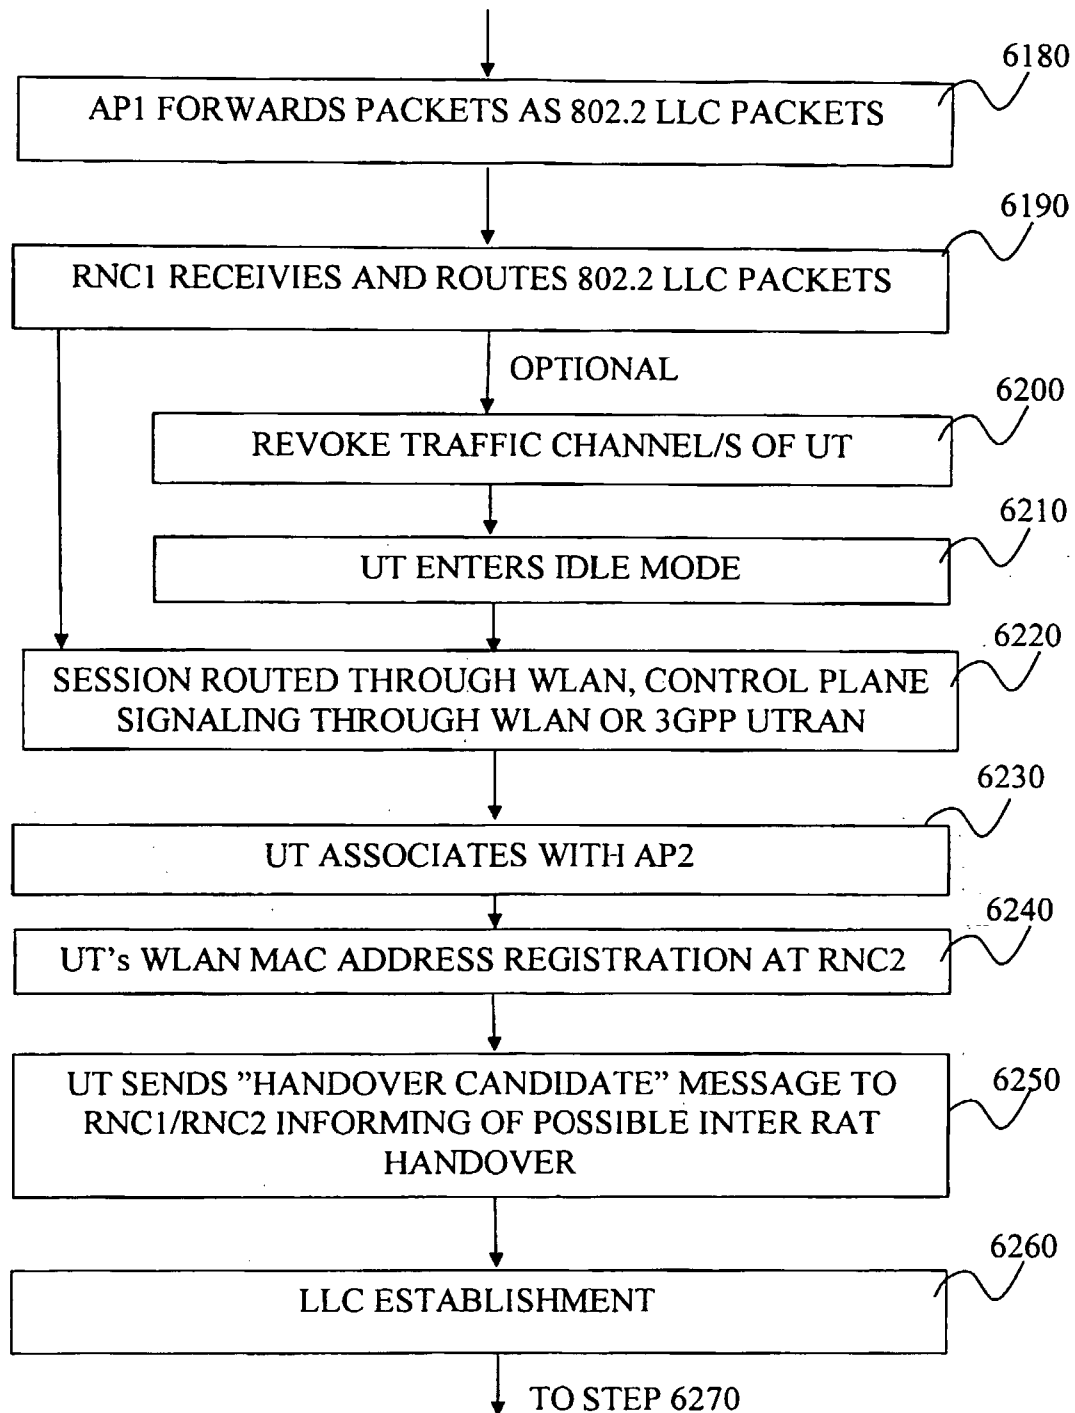 6180
AP1 FORWARDS PACKETS AS 802.2 LLC PACKETS
6190
RNC1 RECEIVIES AND ROUTES 802.2 LLC PACKETS
OPTIONAL
6200
REVOKE TRAFFIC CHANNEL/S OF UT
6210
UT ENTERS IDLE MODE
6220
SESSION ROUTED THROUGH WLAN, CONTROL PLANE
SIGNALING THROUGH WLAN OR 3GPP UTRAN
6230
UT ASSOCIATES WITH AP2
6240
UT's WLAN MAC ADDRESS REGISTRATION AT RNC2
6250
UT SENDS ”HANDOVER CANDIDATE” MESSAGE TO
RNC1/RNC2 INFORMING OF POSSIBLE INTER RAT
HANDOVER
6260
LLC ESTABLISHMENT
TO STEP 6270